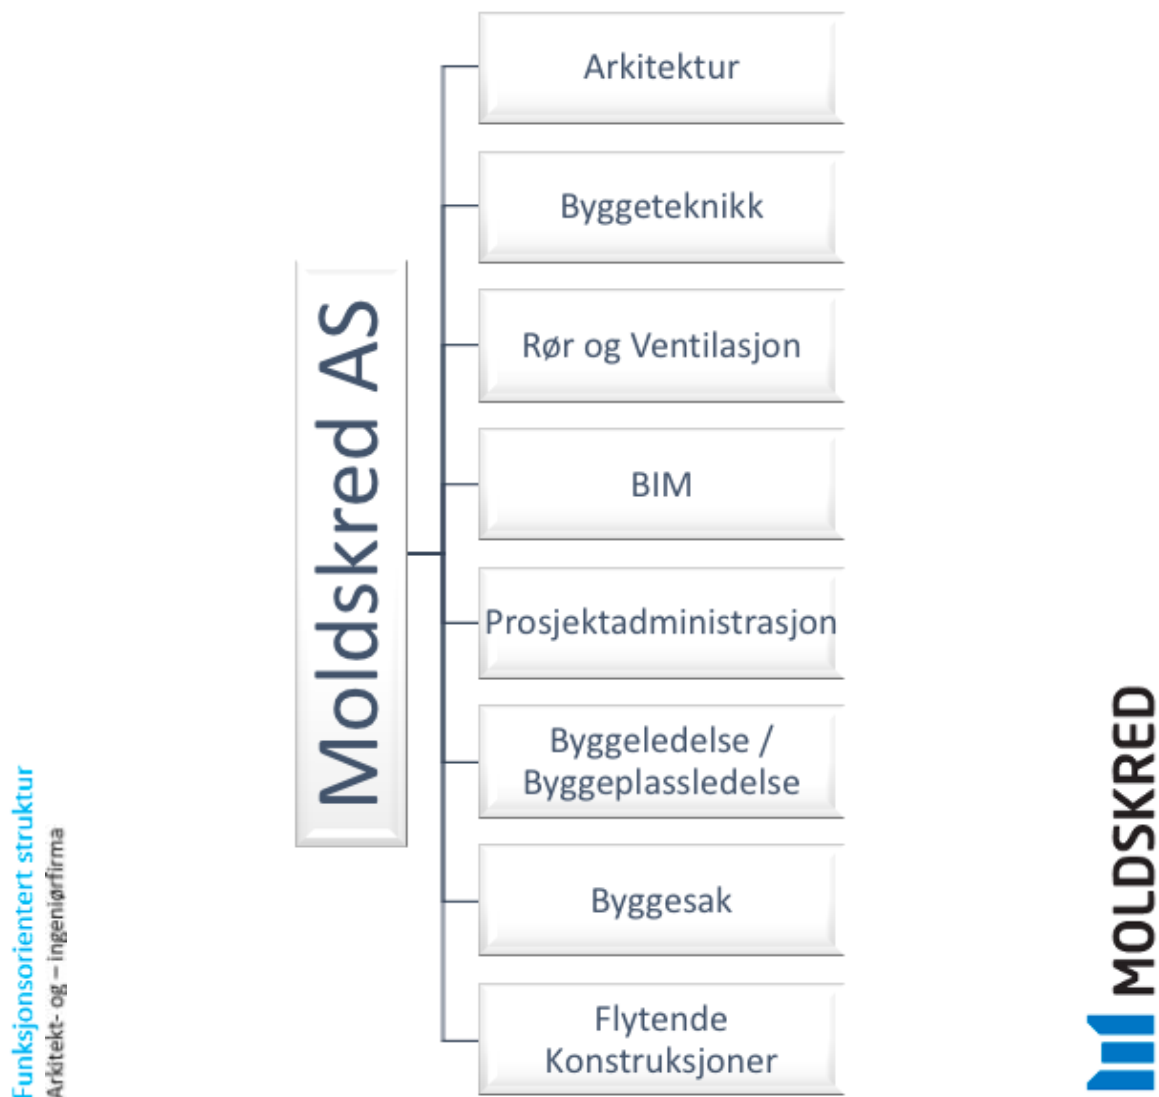 Funksjonsorientert struktur
Arkitekt- og – ingeniørfirma
Moldskred AS
Arkitektur
Byggeteknikk
Rør og Ventilasjon
BIM
Prosjektadministrasjon
Byggeledelse /
Byggeplassledelse
Byggesak
Flytende
Konstruksjoner
MOLDSKRED